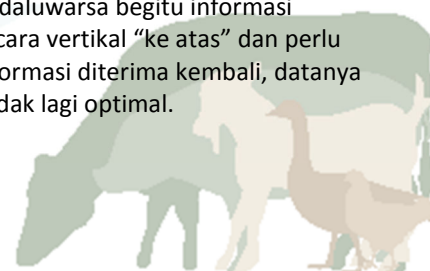 daluwarsa begitu informasi
cara vertikal “ke atas” dan perlu
ormasi diterima kembali, datanya
dak lagi optimal.